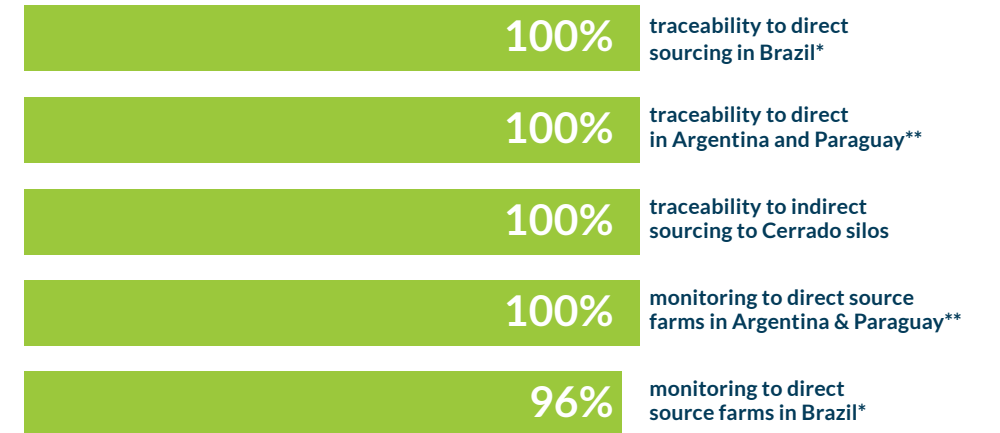 100%
traceability to direct
sourcing in Brazil*
100%
traceability to direct
in Argentina and Paraguay**
100%
traceability to indirect
sourcing to Cerrado silos
100%
monitoring to direct source
farms in Argentina & Paraguay**
96%
monitoring to direct
source farms in Brazil*